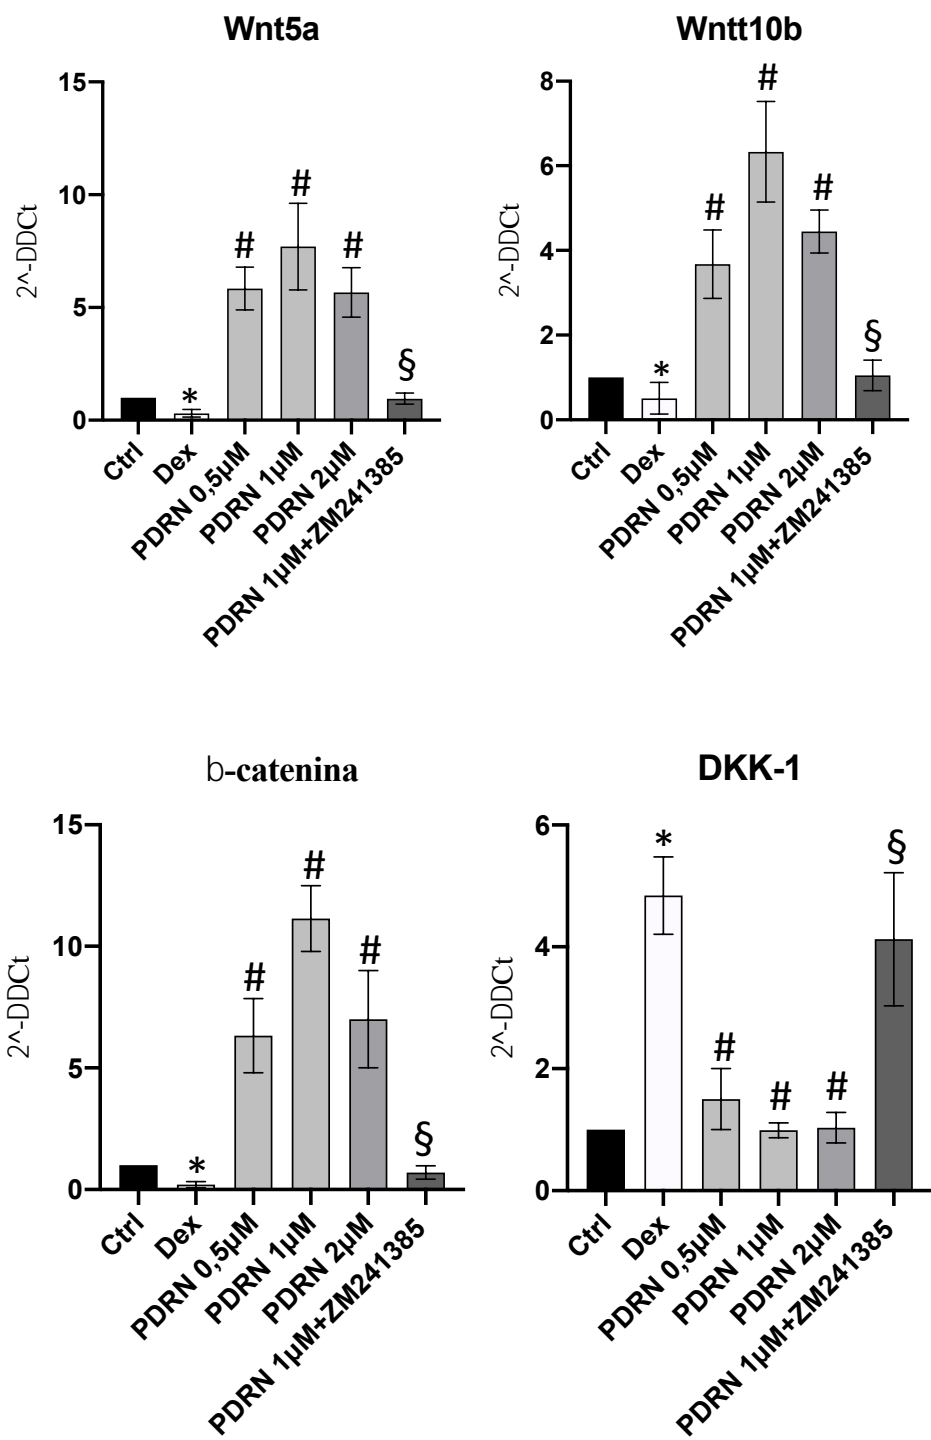 Wnt5a
15
10
5
0
2^-DDCt
*
#
#
#
§
Ctrl
Dex
PDRN 0,5µM
PDRN 1µM
PDRN 2µM
PDRN 1µM+ZM241385
Wntt10b
8
6
4
2
0
2^-DDCt
*
#
#
#
§
Ctrl
Dex
PDRN 0,5µM
PDRN 1µM
PDRN 2µM
PDRN 1µM+ZM241385
b-catenina
15
10
5
0
2^-DDCt
*
#
#
#
§
Ctrl
Dex
PDRN 0,5µM
PDRN 1µM
PDRN 2µM
PDRN 1µM+ZM241385
DKK-1
6
4
2
0
2^-DDCt
*
#
#
#
§
Ctrl
Dex
PDRN 0,5µM
PDRN 1µM
PDRN 2µM
PDRN 1µM+ZM241385